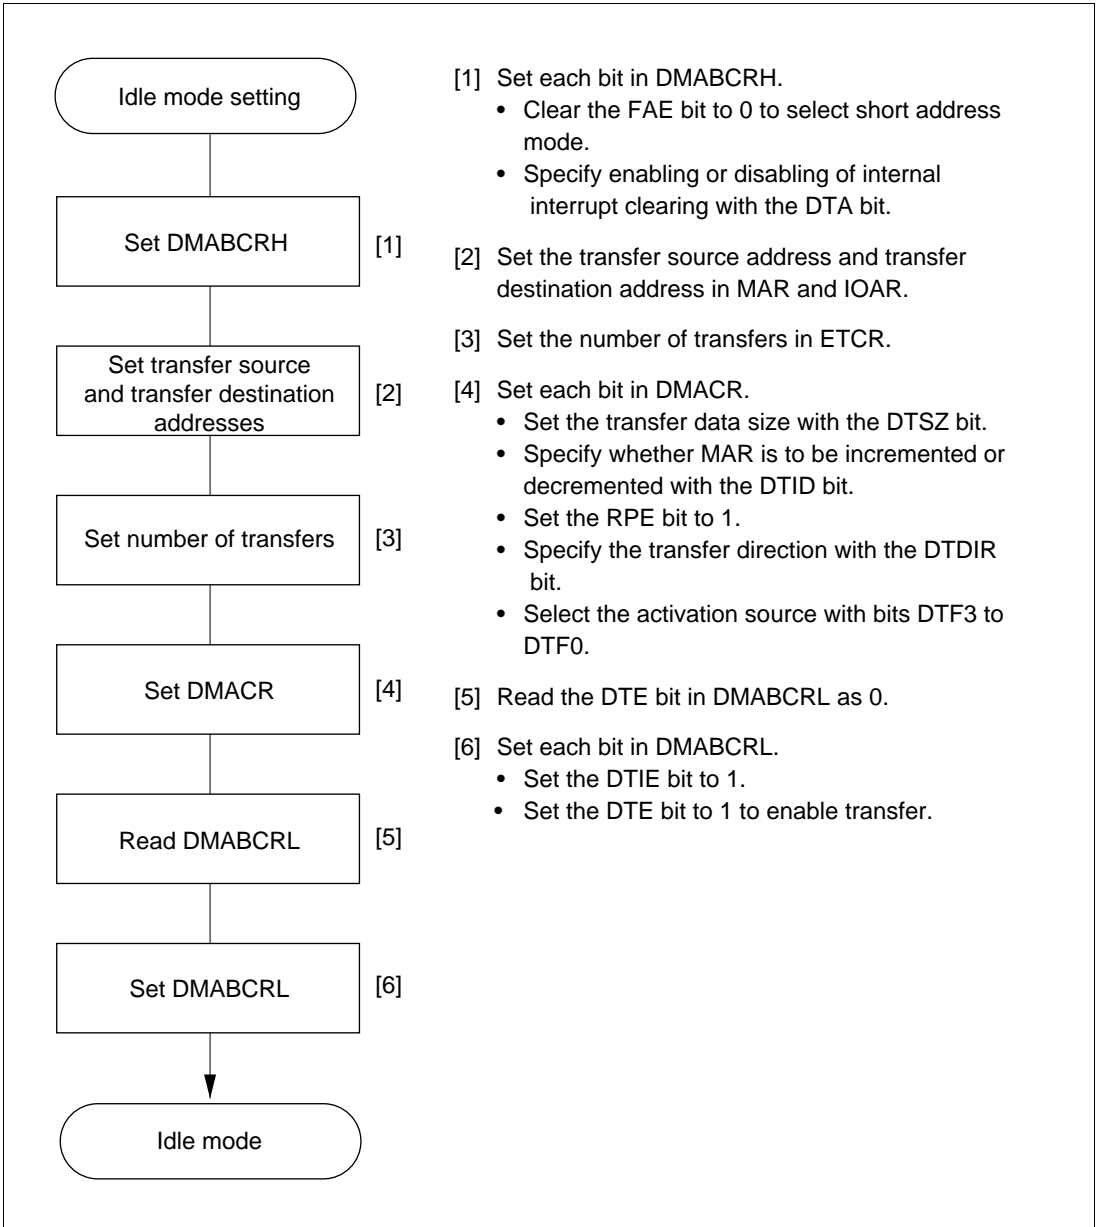 Idle mode setting
Set DMABCRH
[1]
Set transfer source
and transfer destination
addresses
[2]
Set number of transfers
[3]
Set DMACR
[4]
Read DMABCRL
[5]
Set DMABCRL
[6]
Idle mode
[1] Set each bit in DMABCRH.
• Clear the FAE bit to 0 to select short address
mode.
• Specify enabling or disabling of internal
interrupt clearing with the DTA bit.
[2] Set the transfer source address and transfer
destination address in MAR and IOAR.
[3] Set the number of transfers in ETCR.
[4] Set each bit in DMACR.
• Set the transfer data size with the DTSZ bit.
• Specify whether MAR is to be incremented or
decremented with the DTID bit.
• Set the RPE bit to 1.
• Specify the transfer direction with the DTDIR
bit.
• Select the activation source with bits DTF3 to
DTF0.
[5] Read the DTE bit in DMABCRL as 0.
[6] Set each bit in DMABCRL.
• Set the DTIE bit to 1.
• Set the DTE bit to 1 to enable transfer.